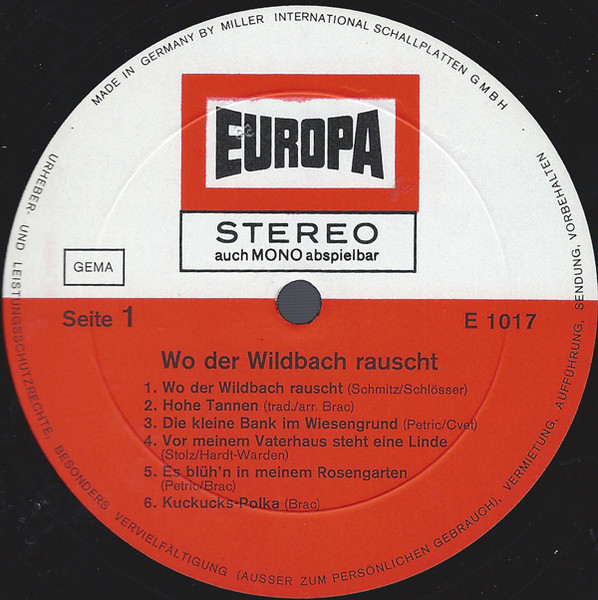 MADE IN GERMANY BY MILLER INTERNATIONAL SCHALLPLATTEN GMBH
EUROPA
STEREO
auch MONO abspielbar
GEMA
Seite 1
E 1017
Wo der Wildbach rauscht
1. Wo der Wildbach rauscht (Schmitz/Schlösser)
2. Hohe Tannen (trad./arr. Brac)
3. Die kleine Bank im Wiesengrund (Petric/Cvet)
4. Vor meinem Vaterhaus steht eine Linde
(Stolz/Hardt-Warden)
5. Es blüh'n in meinem Rosengarten
(Petric/Brac)
6. Kuckucks-Polka (Brac)
URHEBER- UND LEISTUNGSSCHUTZRECHTE, BESONDERS VERVIELFÄLTIGUNG (AUSSER ZUM PERSÖNLICHEN GEBRAUCH), VERMIETUNG, AUFFÜHRUNG, SENDUNG, VORBEHALTEN